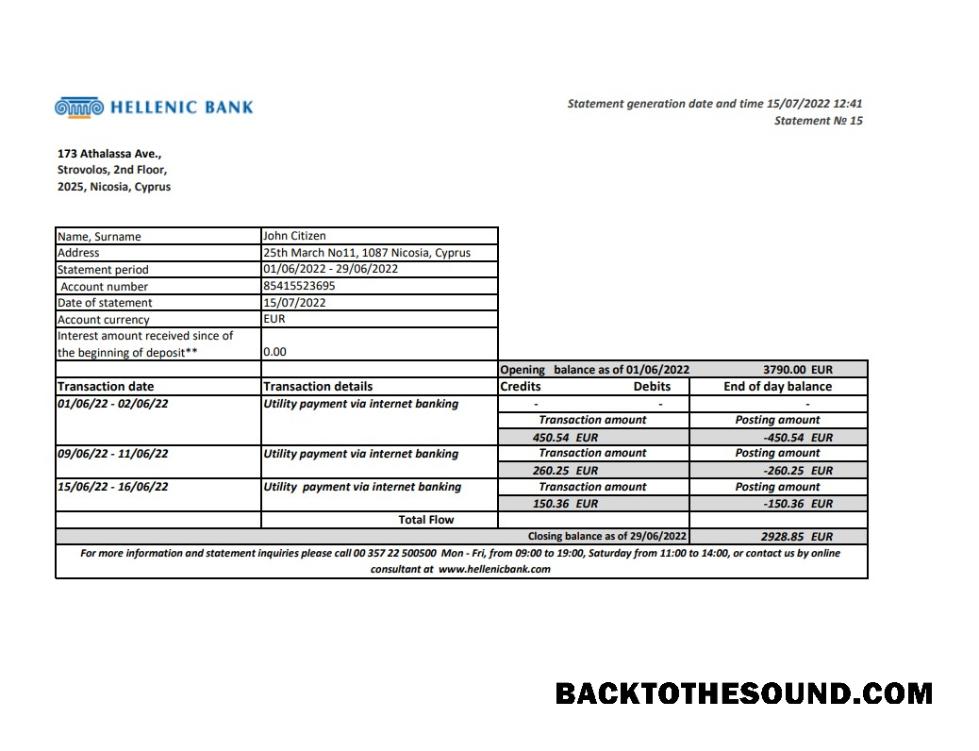 HELLENIC BANK
Statement generation date and time 15/07/2022 12:41
Statement № 15
173 Athalassa Ave.,
Strovolos, 2nd Floor,
2025, Nicosia, Cyprus
Name, Surname John Citizen
Address 25th March No11, 1087 Nicosia, Cyprus
Statement period 01/06/2022 - 29/06/2022
Account number 85415523695
Date of statement 15/07/2022
Account currency EUR
Interest amount received since of
the beginning of deposit** 0.00
Opening balance as of 01/06/2022 3790.00 EUR
Transaction date Transaction details Credits Debits End of day balance
01/06/22 - 02/06/22 Utility payment via internet banking - - -
Transaction amount Posting amount
450.54 EUR -450.54 EUR
09/06/22 - 11/06/22 Utility payment via internet banking Transaction amount Posting amount
260.25 EUR -260.25 EUR
15/06/22 - 16/06/22 Utility payment via internet banking Transaction amount Posting amount
150.36 EUR -150.36 EUR
Total Flow
Closing balance as of 29/06/2022 2928.85 EUR
For more information and statement inquiries please call 00 357 22 500500 Mon - Fri, from 09:00 to 19:00, Saturday from 11:00 to 14:00, or contact us by online
consultant at www.hellenicbank.com
BACKTOTHESOUND.COM